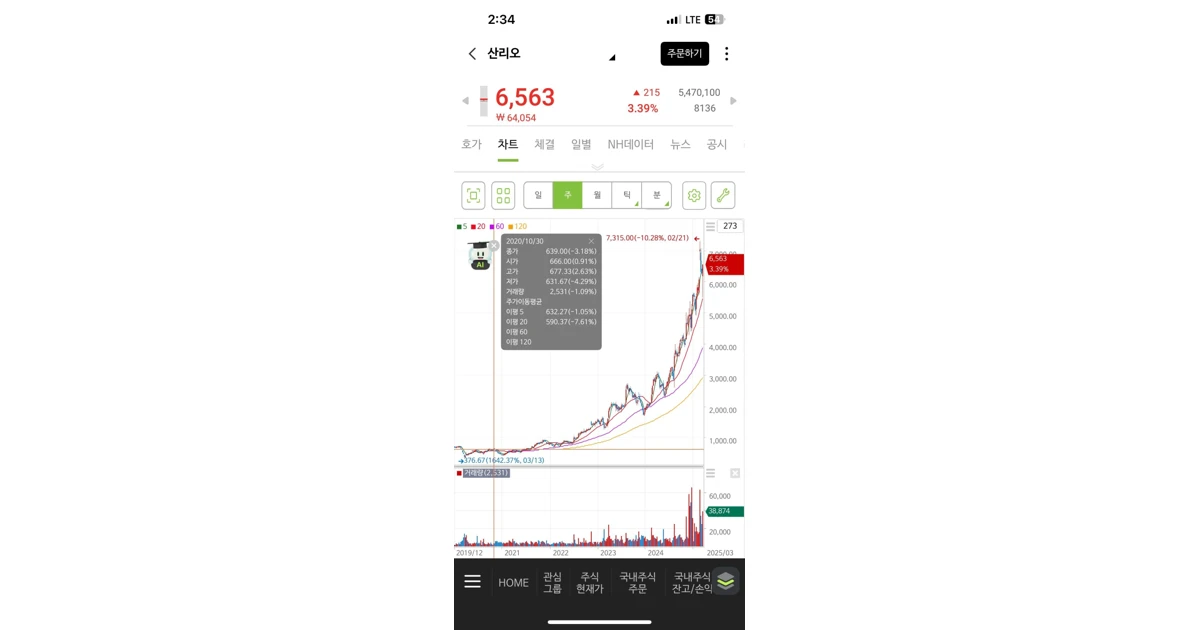 2:34 LTE 54
산리오 주문하기
6,563 ▲ 215 5,470,100
₩ 64,054 3.39% 8136
호가 차트 체결 일별 NH데이터 뉴스 공시
일 주 월 틱 분
5 20 60 120 273
AI
2020/10/30
종가 639.00(-3.18%)
시가 666.00(0.91%)
고가 677.33(2.63%)
저가 631.67(-4.29%)
거래량 2,531(-1.09%)
주가이동평균
이평 5 632.27(-1.05%)
이평 20 590.37(-7.61%)
이평 60
이평 120
7,315.00(-10.28%, 02/21)
6,563
3.39%
6,000.00
5,000.00
4,000.00
3,000.00
2,000.00
1,000.00
376.67(1642.37%, 03/13)
거래량(2,531)
60,000
38,874
20,000
2019/12 2021 2022 2023 2024 2025/03
HOME 관심 그룹 주식 현재가 국내주식 주문 국내주식 잔고/손익